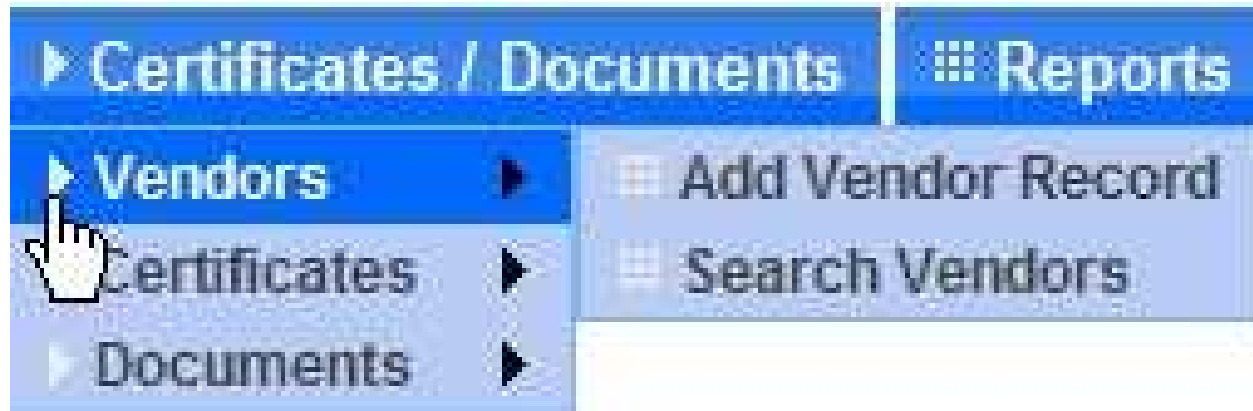 Certificates / Documents
Reports
Vendors
Add Vendor Record
Certificates
Search Vendors
Documents